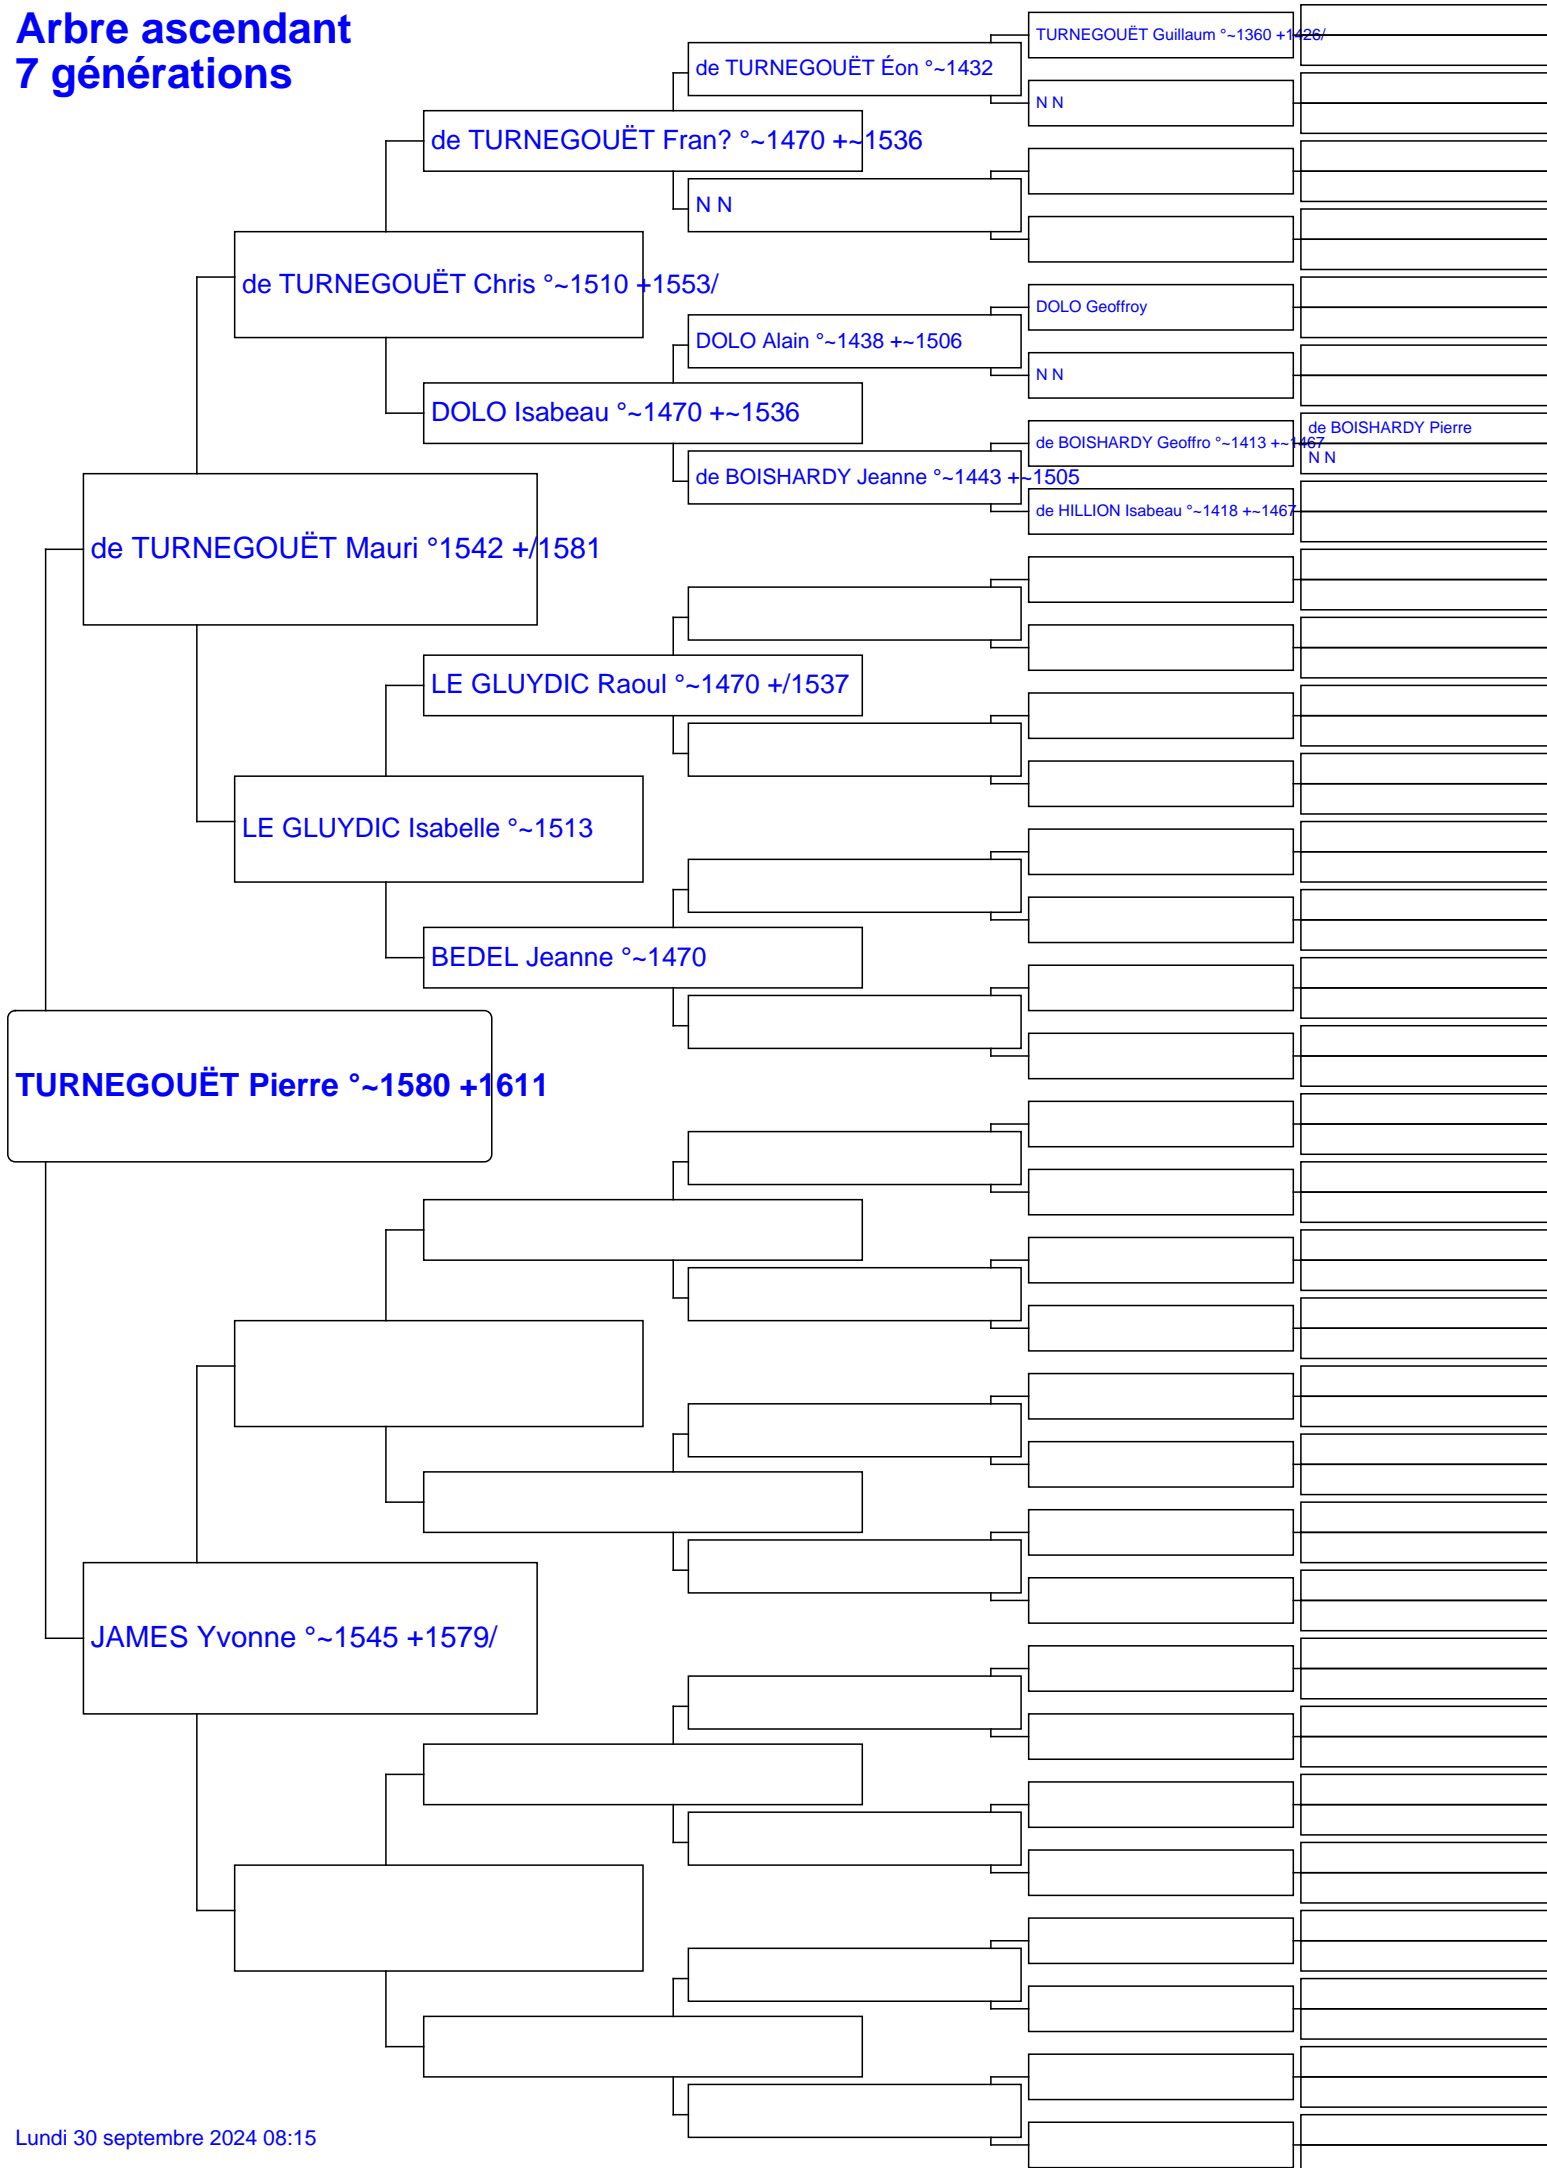 Arbre ascendant
7 générations
TURNEGOUËT Guillaum °~1360 +1426/
de TURNEGOUËT Éon °~1432
N N
de TURNEGOUËT Fran? °~1470 +~1536
N N
de TURNEGOUËT Chris °~1510 +1553/
DOLO Geoffroy
DOLO Alain °~1438 +~1506
N N
DOLO Isabeau °~1470 +~1536
de BOISHARDY Pierre
de BOISHARDY Geoffro °~1413 +~1467
N N
de BOISHARDY Jeanne °~1443 +~1505
de HILLION Isabeau °~1418 +~1467
de TURNEGOUËT Mauri °1542 +/1581
LE GLUYDIC Raoul °~1470 +/1537
LE GLUYDIC Isabelle °~1513
BEDEL Jeanne °~1470
TURNEGOUËT Pierre °~1580 +1611
JAMES Yvonne °~1545 +1579/
Lundi 30 septembre 2024 08:15